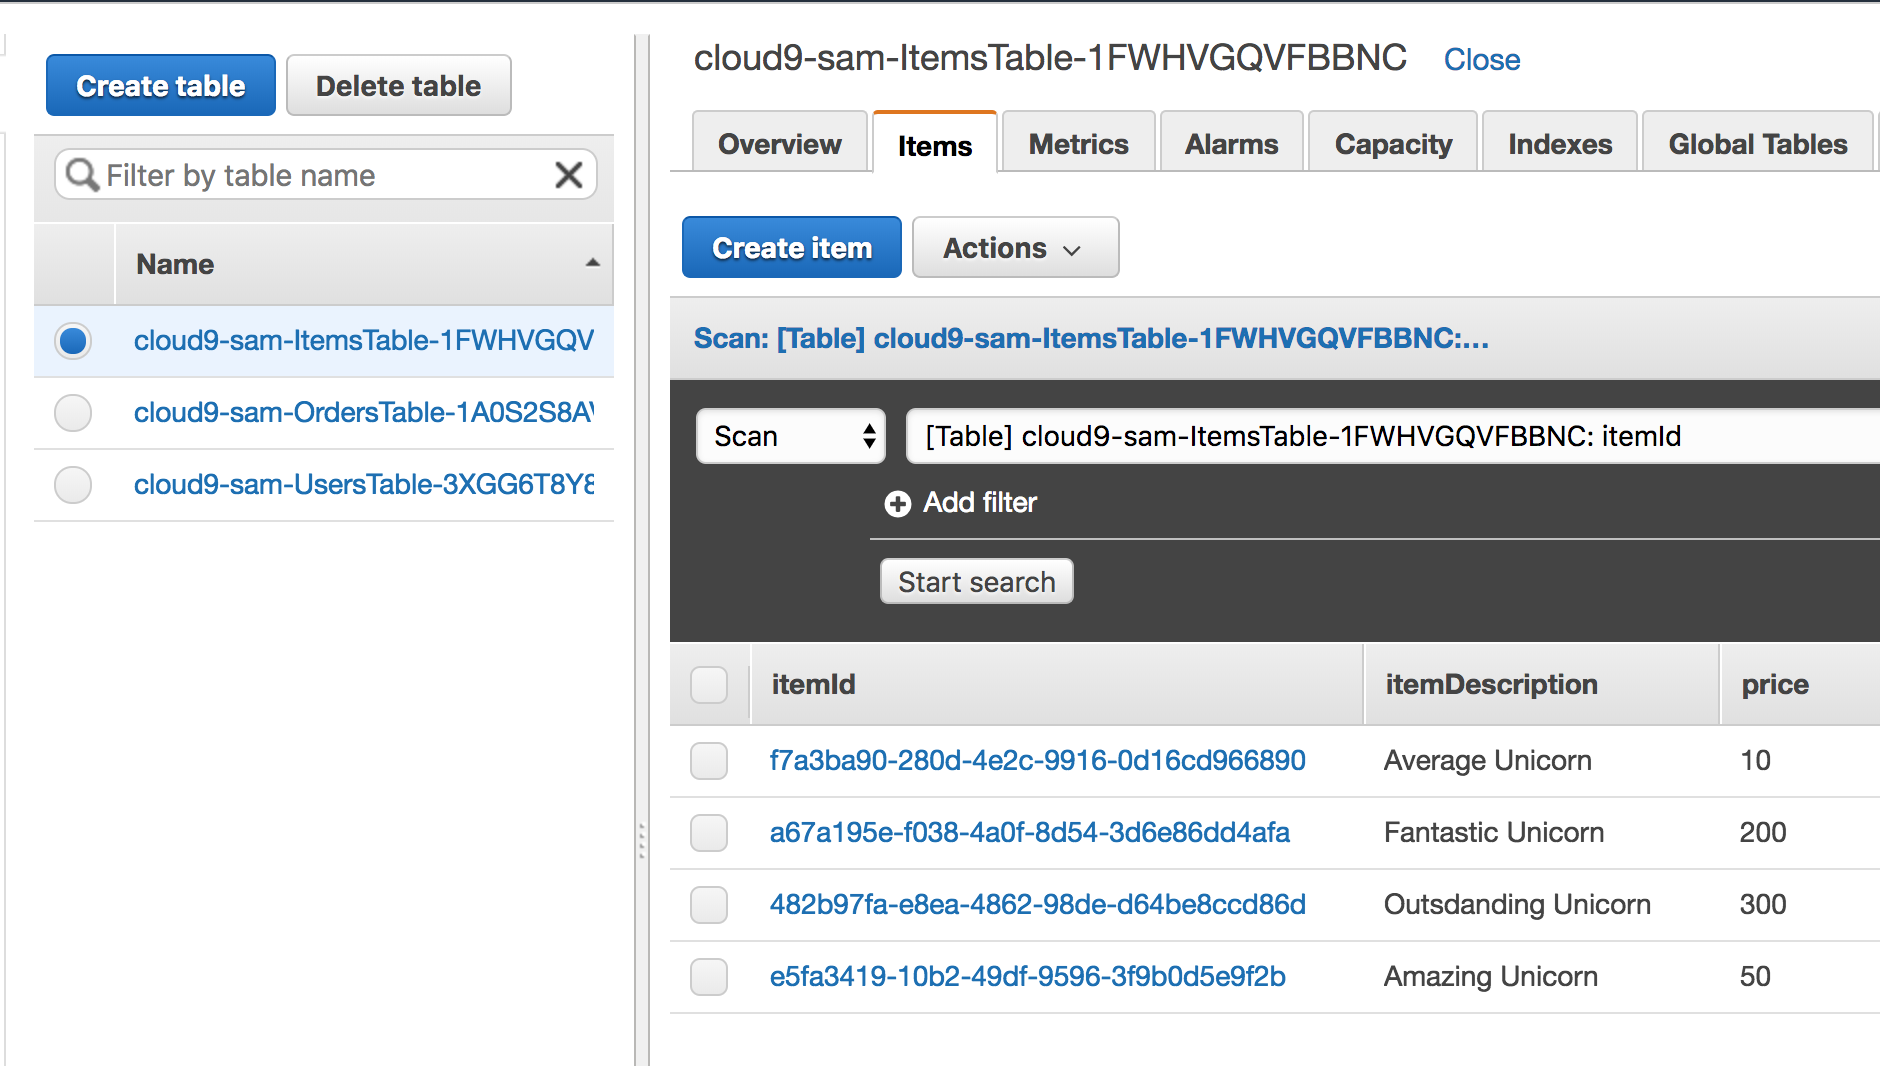 Create table
Delete table
Filter by table name
Name
cloud9-sam-ItemsTable-1FWHVGQV
cloud9-sam-OrdersTable-1A0S2S8A
cloud9-sam-UsersTable-3XGG6T8Y8
cloud9-sam-ItemsTable-1FWHVGQVFBBNC Close
Overview Items Metrics Alarms Capacity Indexes Global Tables
Create item Actions
Scan: [Table] cloud9-sam-ItemsTable-1FWHVGQVFBBNC:...
Scan [Table] cloud9-sam-ItemsTable-1FWHVGQVFBBNC: itemId
Add filter
Start search
itemId itemDescription price
f7a3ba90-280d-4e2c-9916-0d16cd966890 Average Unicorn 10
a67a195e-f038-4a0f-8d54-3d6e86dd4afa Fantastic Unicorn 200
482b97fa-e8ea-4862-98de-d64be8ccd86d Outsdanding Unicorn 300
e5fa3419-10b2-49df-9596-3f9b0d5e9f2b Amazing Unicorn 50